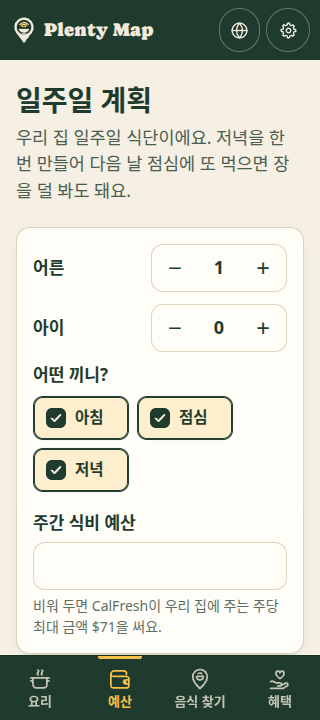 Plenty Map
일주일 계획
우리 집 일주일 식단이에요. 저녁을 한
번 만들어 다음 날 점심에 또 먹으면 장
을 덜 봐도 돼요.
어른
− 1 +
아이
− 0 +
어떤 끼니?
아침
점심
저녁
주간 식비 예산
비워 두면 CalFresh이 우리 집에 주는 주당
최대 금액 $71을 써요.
요리
예산
음식 찾기
혜택